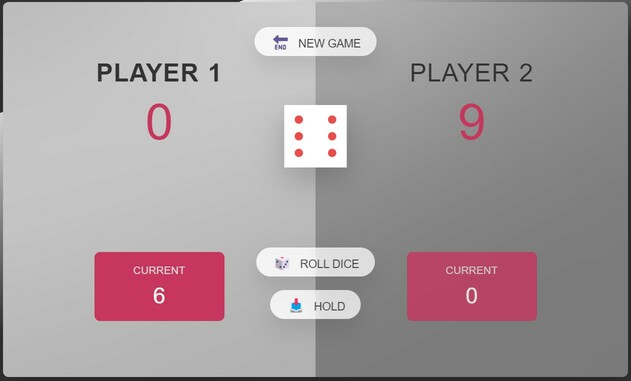 END NEW GAME
PLAYER 1
0
PLAYER 2
9
CURRENT
6
ROLL DICE
HOLD
CURRENT
0